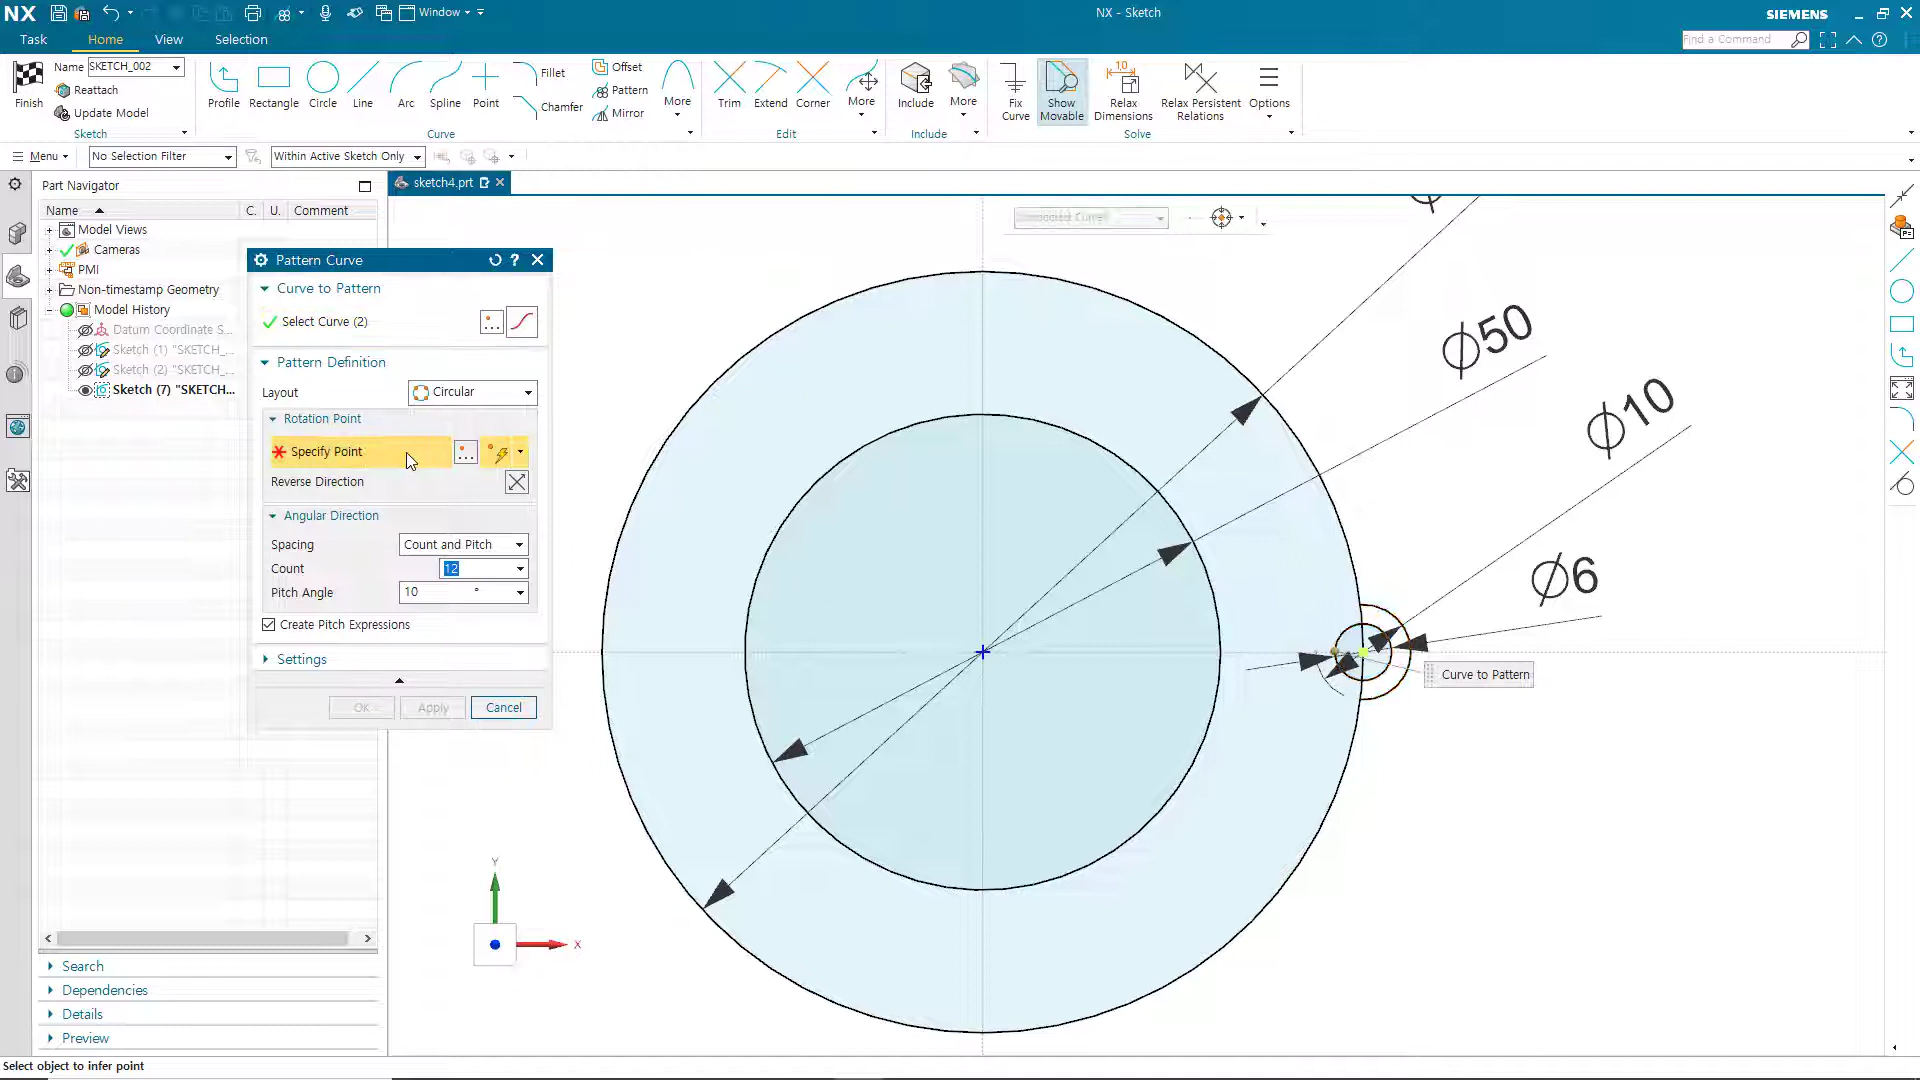 NX
Window
NX - Sketch
SIEMENS
Task
Home
View
Selection
Find a Command
Name
SKETCH_002
Reattach
Update Model
Finish
Sketch
Profile
Rectangle
Circle
Line
Arc
Spline
Point
Fillet
Chamfer
Offset
Pattern
Mirror
More
Curve
Trim
Extend
Corner
More
Edit
Include
More
Include
Fix Curve
Show Movable
Relax Dimensions
Relax Persistent Relations
Options
Solve
Menu
No Selection Filter
Within Active Sketch Only
Part Navigator
sketch4.prt
Name
C.
U.
Comment
Model Views
Cameras
PMI
Non-timestamp Geometry
Model History
Datum Coordinate S...
Sketch (1) "SKETCH_...
Sketch (2) "SKETCH_...
Sketch (7) "SKETCH...
Pattern Curve
Curve to Pattern
Select Curve (2)
Pattern Definition
Layout
Circular
Rotation Point
Specify Point
Reverse Direction
Angular Direction
Spacing
Count and Pitch
Count
12
Pitch Angle
10
°
Create Pitch Expressions
Settings
OK
Apply
Cancel
Ø50
Ø10
Ø6
Curve to Pattern
Y
X
Search
Dependencies
Details
Preview
Select object to infer point